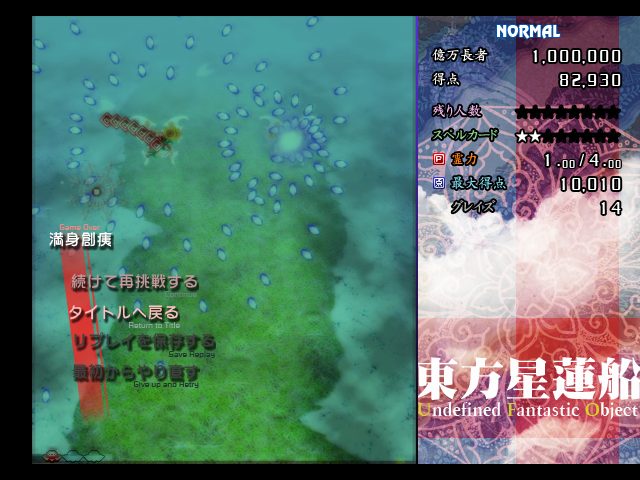 Game Over
満身創痍
続けて再挑戦する
Continue
タイトルへ戻る
Return to Title
リプレイを保存する
Save Replay
最初からやり直す
Give up and Retry
NORMAL
億万長者 1,000,000
得点 82,930
残り人数
スペルカード
P 霊力 1.00/4.00
点 最大得点 10,010
グレイズ 14
東方星蓮船
Undefined Fantastic Object